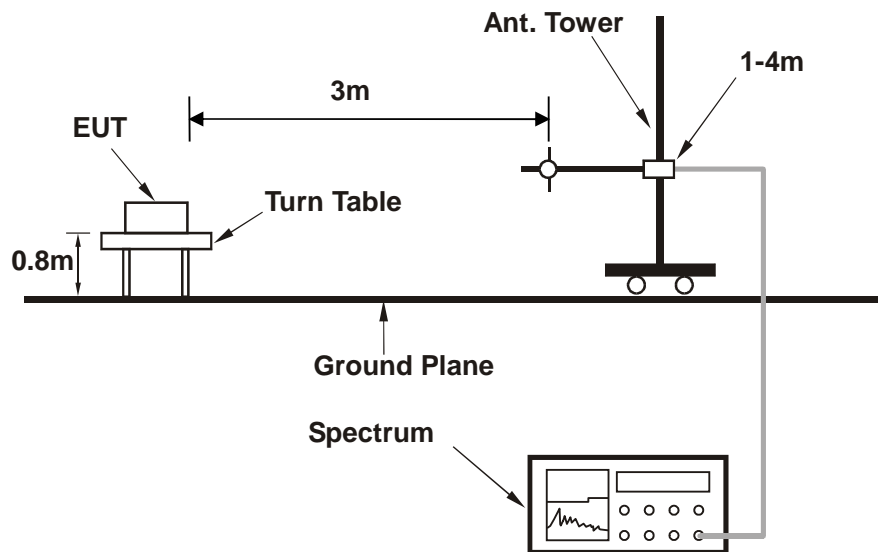 Ant. Tower
1-4m
3m
EUT
Turn Table
0.8m
Ground Plane
Spectrum